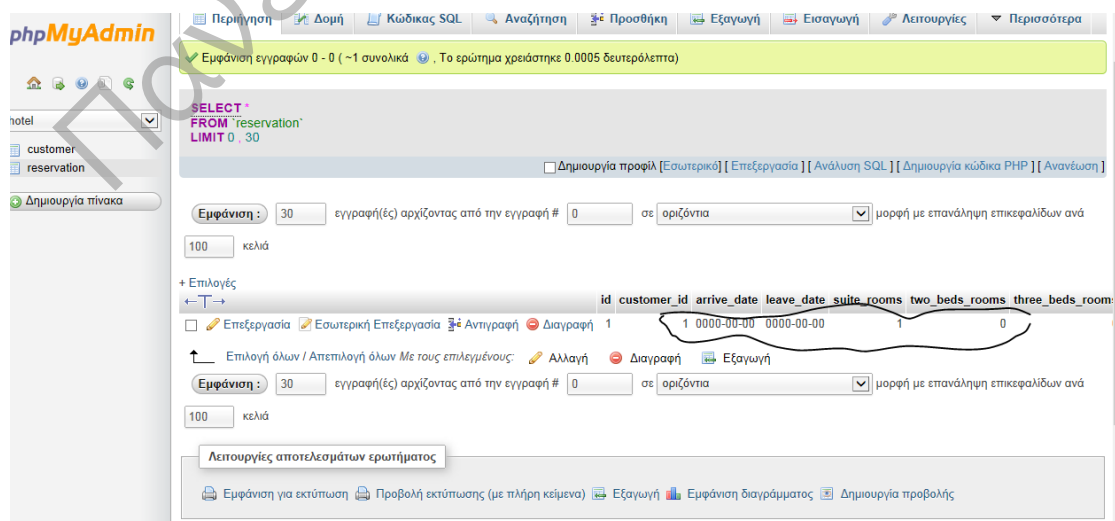 phpMyAdmin
hotel
customer
reservation
Δημιουργία πίνακα
Περιήγηση Δομή Κώδικας SQL Αναζήτηση Προσθήκη Εξαγωγή Εισαγωγή Λειτουργίες Περισσότερα
Εμφάνιση εγγραφών 0 - 0 ( ~1 συνολικά , Το ερώτημα χρειάστηκε 0.0005 δευτερόλεπτα)
SELECT *
FROM `reservation`
LIMIT 0 , 30
Δημιουργία προφίλ [Εσωτερικό] [ Επεξεργασία ] [ Ανάλυση SQL ] [ Δημιουργία κώδικα PHP ] [ Ανανέωση ]
Εμφάνιση : 30 εγγραφή(ές) αρχίζοντας από την εγγραφή # 0 σε οριζόντια μορφή με επανάληψη επικεφαλίδων ανά
100 κελιά
+ Επιλογές
←T→ id customer_id arrive_date leave_date suite_rooms two_beds_rooms three_beds_rooms
Επεξεργασία Εσωτερική Επεξεργασία Αντιγραφή Διαγραφή 1 1 0000-00-00 0000-00-00 1 0
Επιλογή όλων / Απεπιλογή όλων Με τους επιλεγμένους: Αλλαγή Διαγραφή Εξαγωγή
Εμφάνιση : 30 εγγραφή(ές) αρχίζοντας από την εγγραφή # 0 σε οριζόντια μορφή με επανάληψη επικεφαλίδων ανά
100 κελιά
Λειτουργίες αποτελεσμάτων ερωτήματος
Εμφάνιση για εκτύπωση Προβολή εκτύπωσης (με πλήρη κείμενα) Εξαγωγή Εμφάνιση διαγράμματος Δημιουργία προβολής